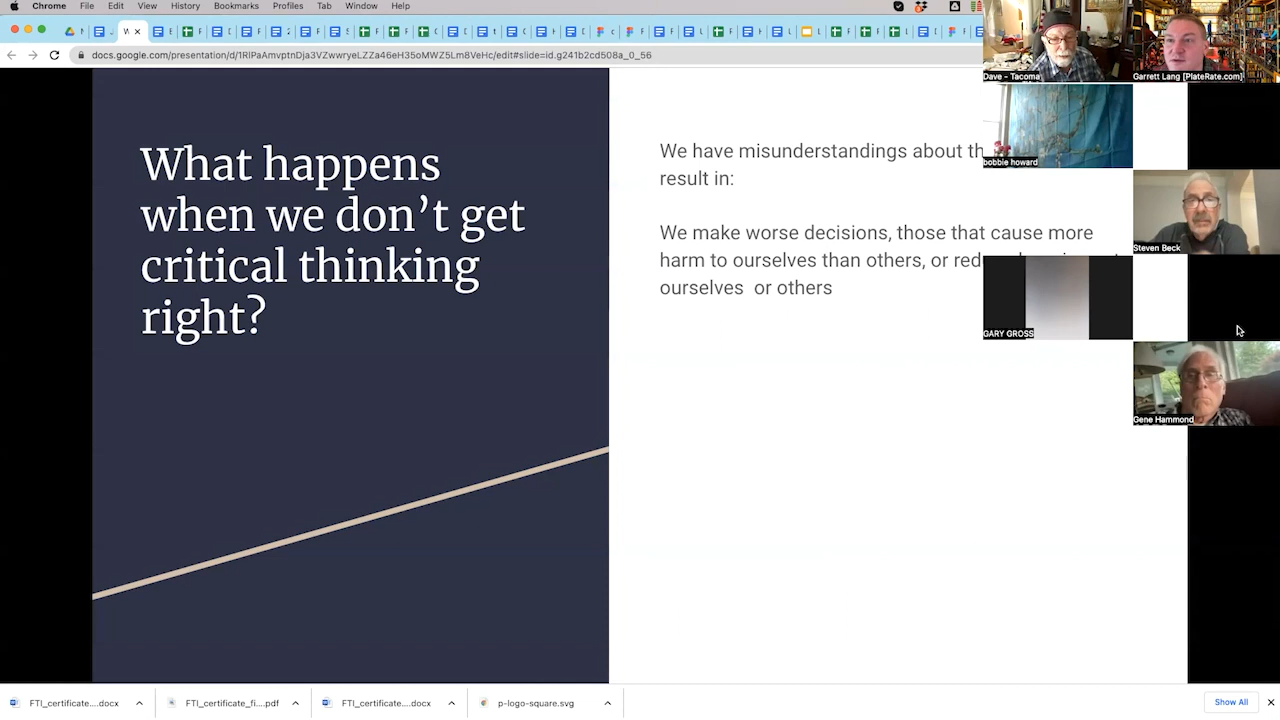 Chrome File Edit View History Bookmarks Profiles Tab Window Help
docs.google.com/presentation/d/1RlPaAmvptnDja3VZwwryeLZZa46eH35oMWZ5Lm8VeHc/edit#slide=id.g241b2cd508a_0_56
Dave - Tacoma
Garrett Lang [PlateRate.com]
bobbie howard
Steven Beck
GARY GROSS
Gene Hammond
What happens
when we don't get
critical thinking
right?
We have misunderstandings about
result in:
We make worse decisions, those that cause more
harm to ourselves than others, or
ourselves or others
FTI_certificate....docx
FTI_certificate_fi....pdf
FTI_certificate....docx
p-logo-square.svg
Show All